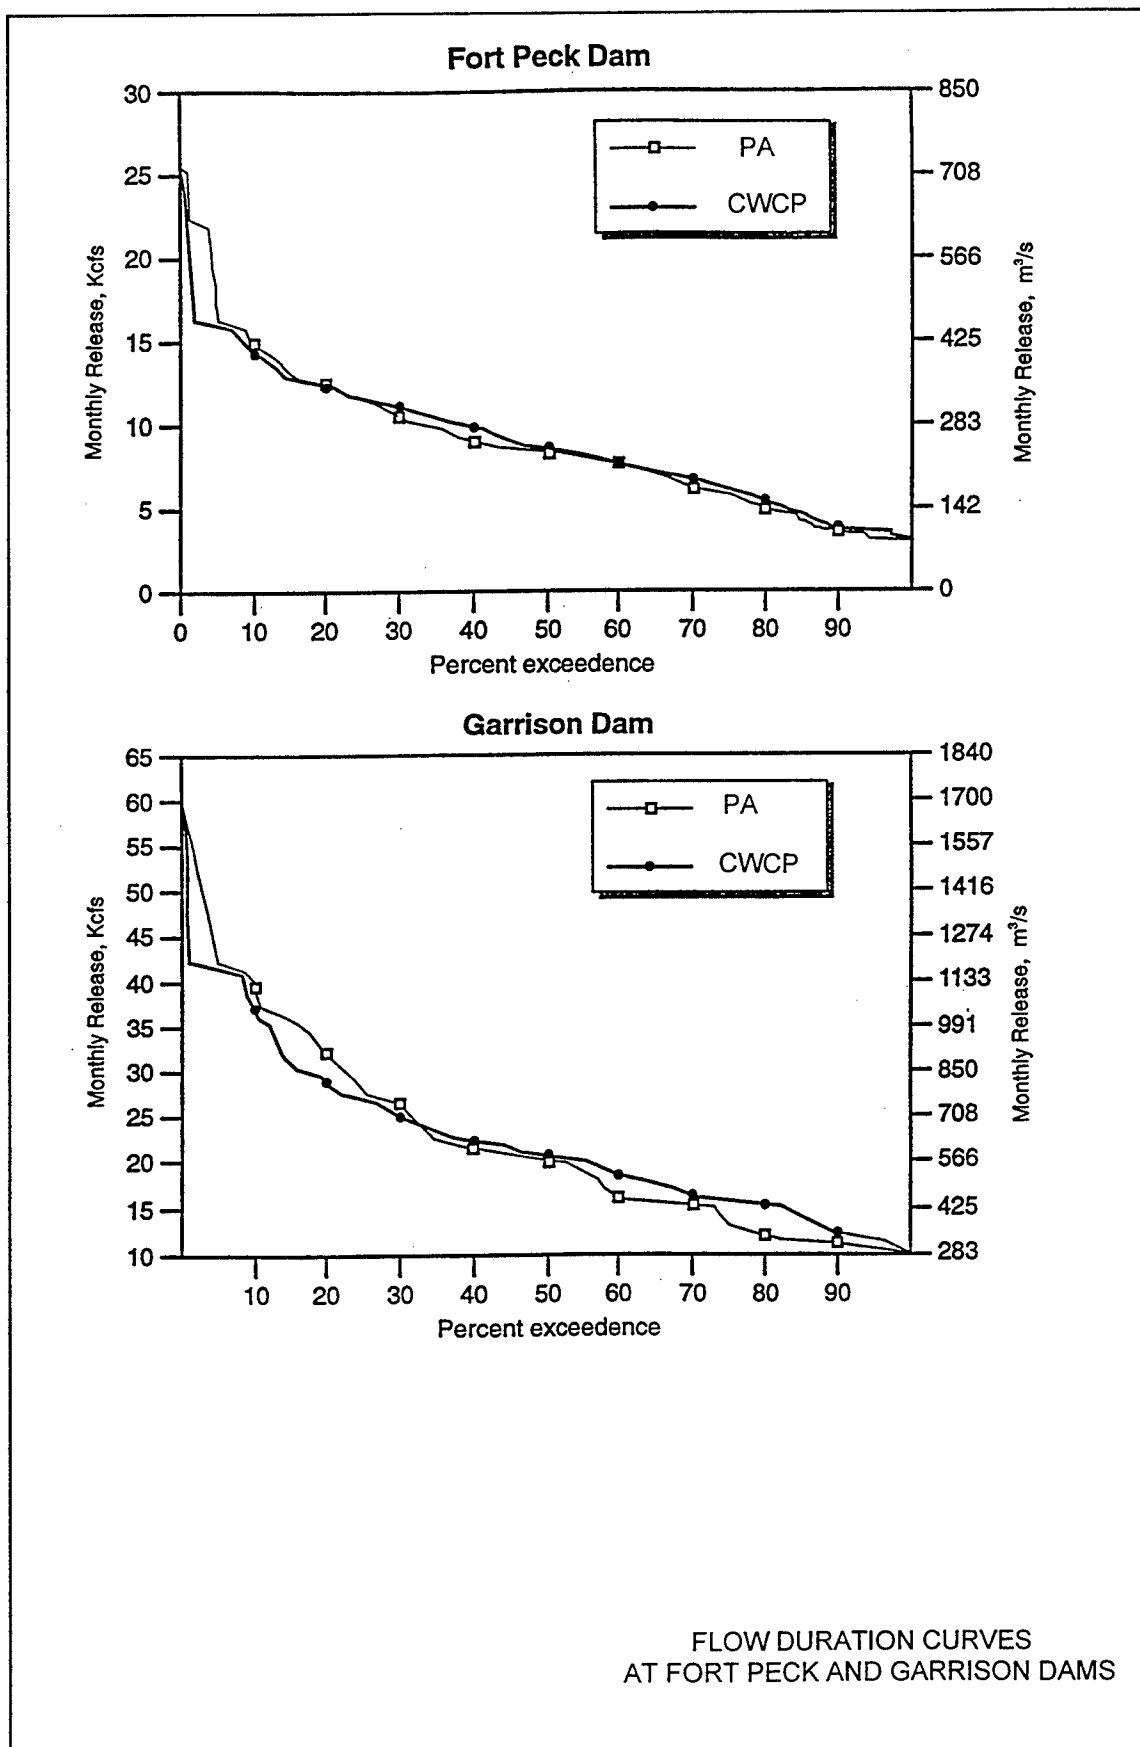 Fort Peck Dam
30
25
20
15
10
5
0
Monthly Release, Kcfs
850
708
566
425
283
142
0
Monthly Release, m³/s
PA
CWCP
0 10 20 30 40 50 60 70 80 90
Percent exceedence
Garrison Dam
65
60
55
50
45
40
35
30
25
20
15
10
Monthly Release, Kcfs
1840
1700
1557
1416
1274
1133
991
850
708
566
425
283
Monthly Release, m³/s
PA
CWCP
10 20 30 40 50 60 70 80 90
Percent exceedence
FLOW DURATION CURVES
AT FORT PECK AND GARRISON DAMS